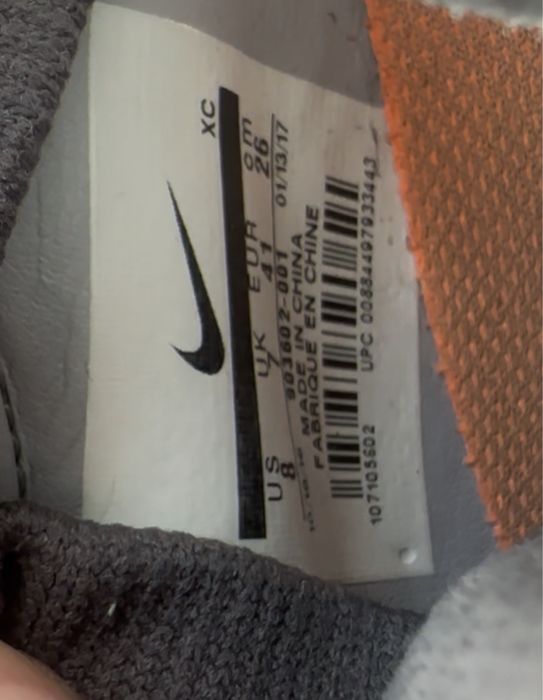 XC
US UK EUR cm
8 7 41 26
903602-001 01/13/17
MADE IN CHINA
FABRIQUE EN CHINE
107105602 UPC 00884497933443